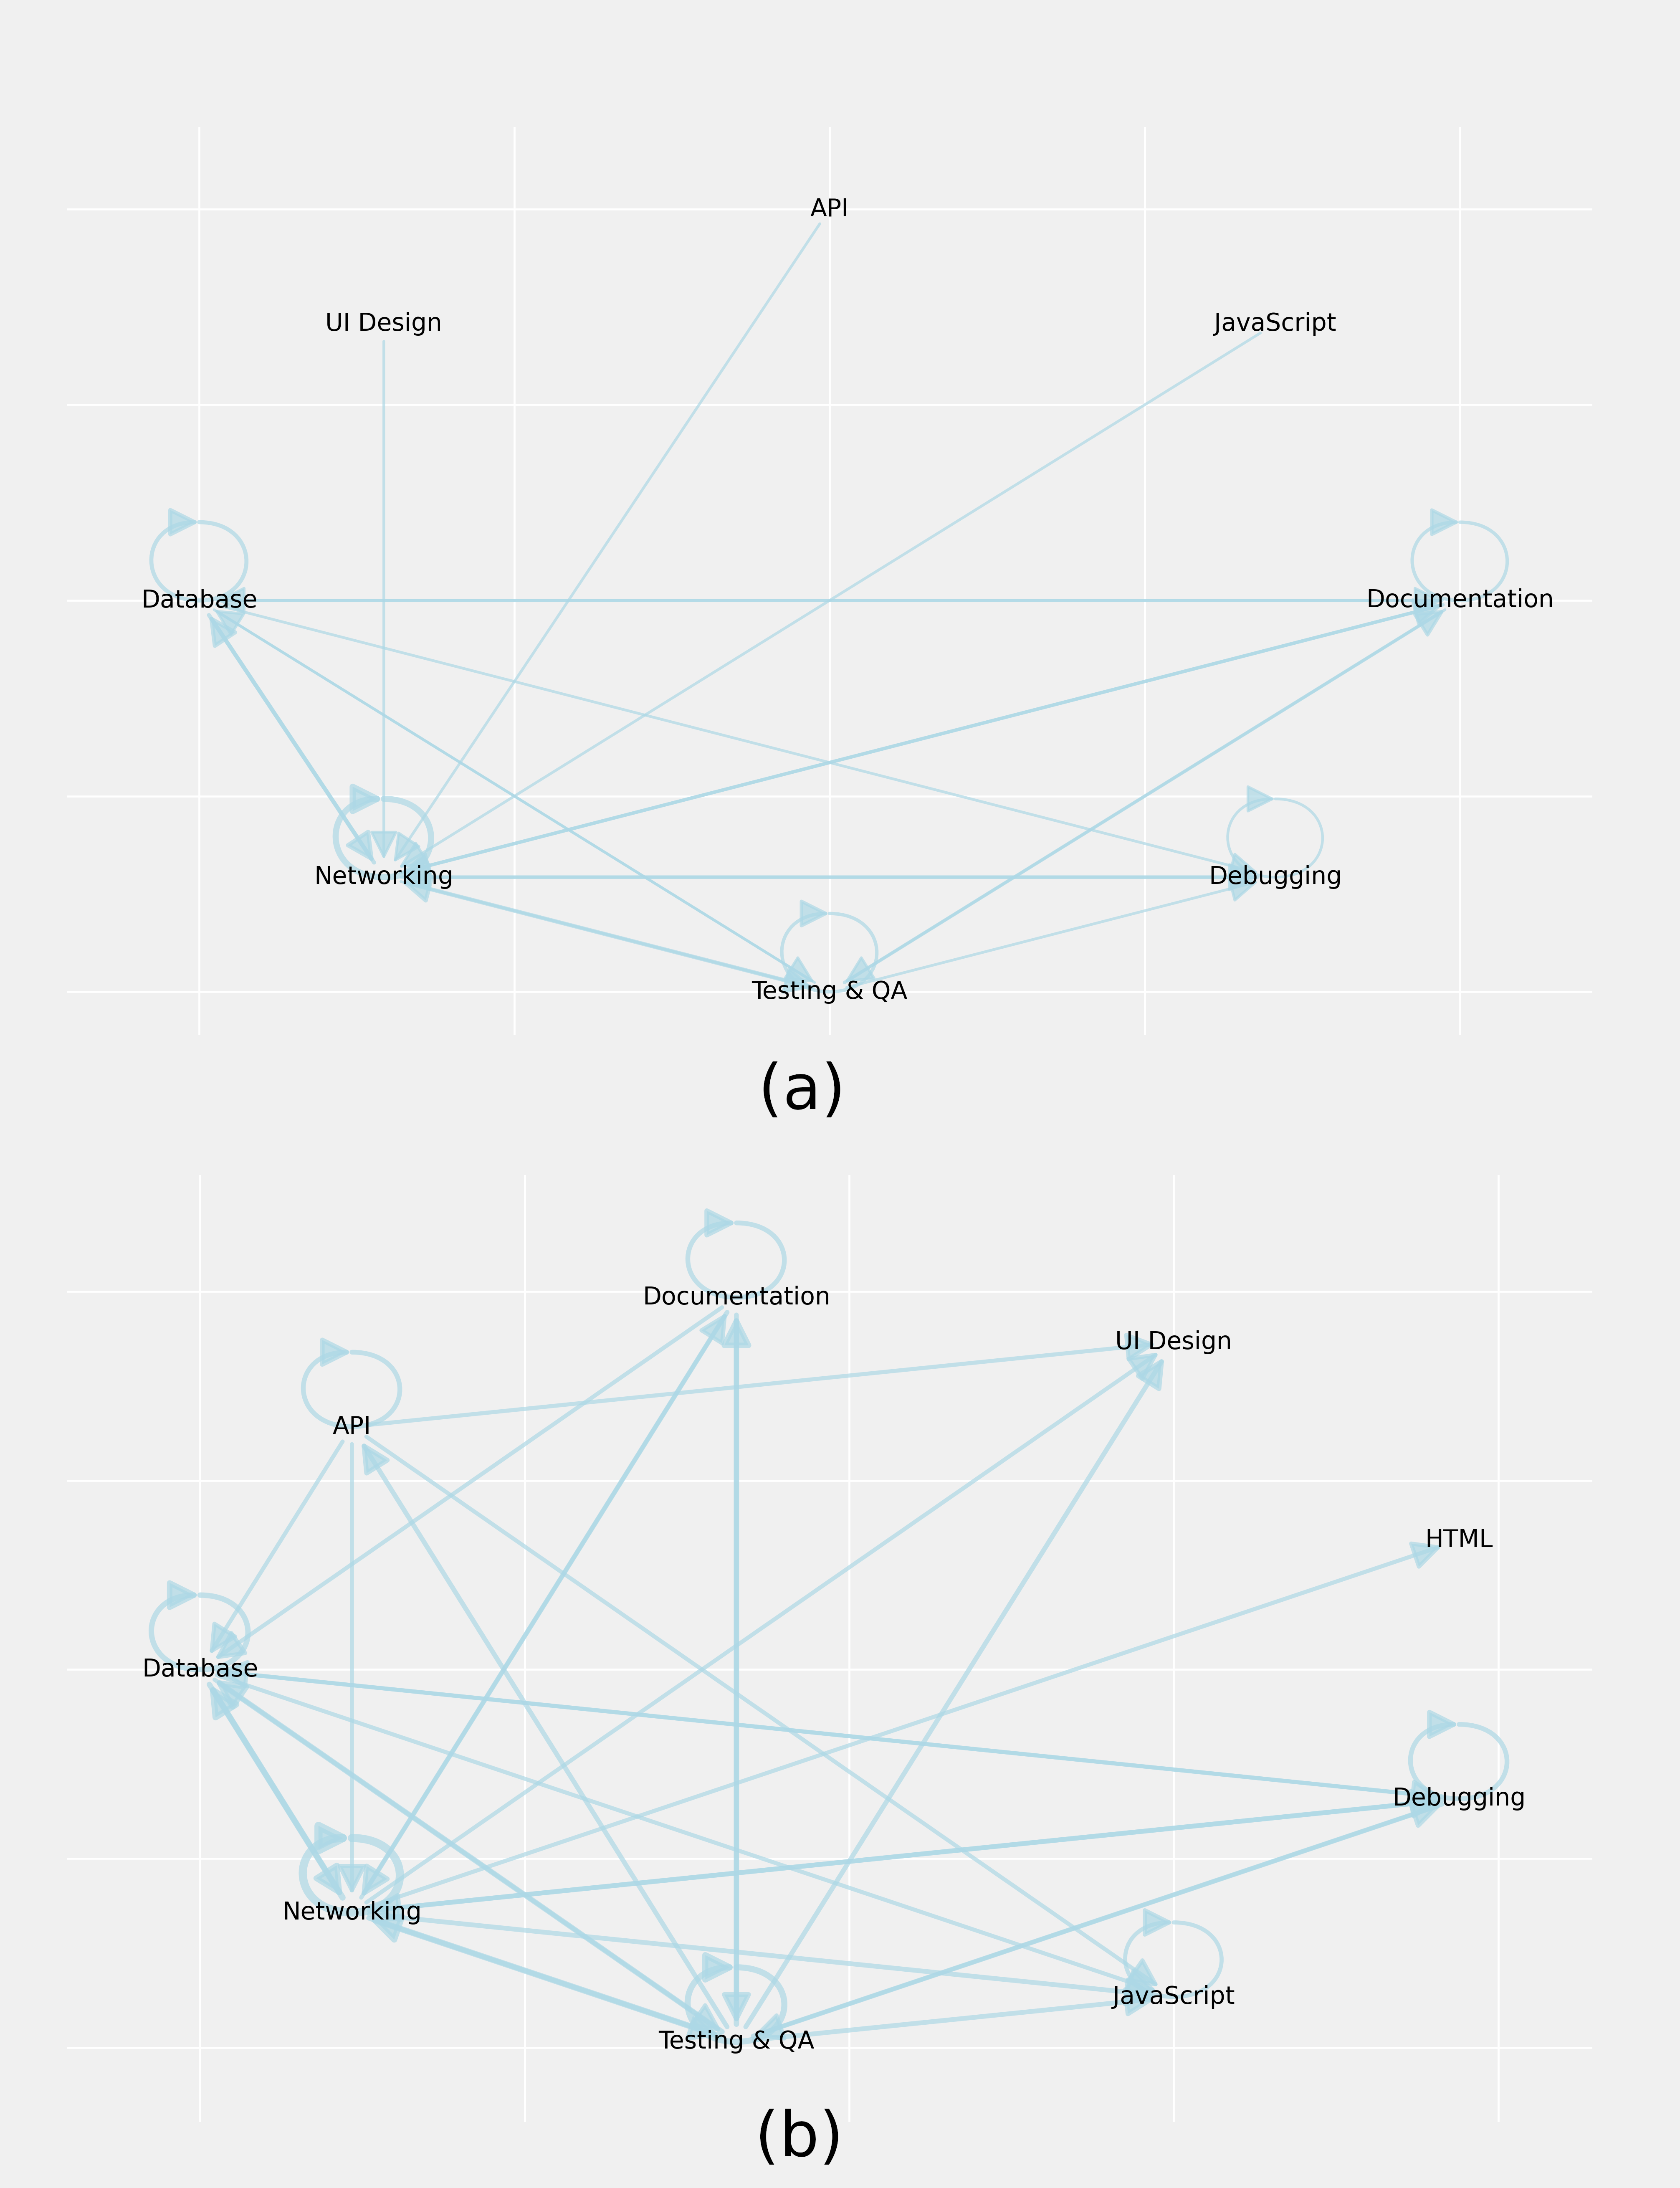 API
UI Design
JavaScript
Database
Documentation
Networking
Debugging
Testing & QA
(a)
Documentation
UI Design
API
HTML
Database
Debugging
Networking
JavaScript
Testing & QA
(b)